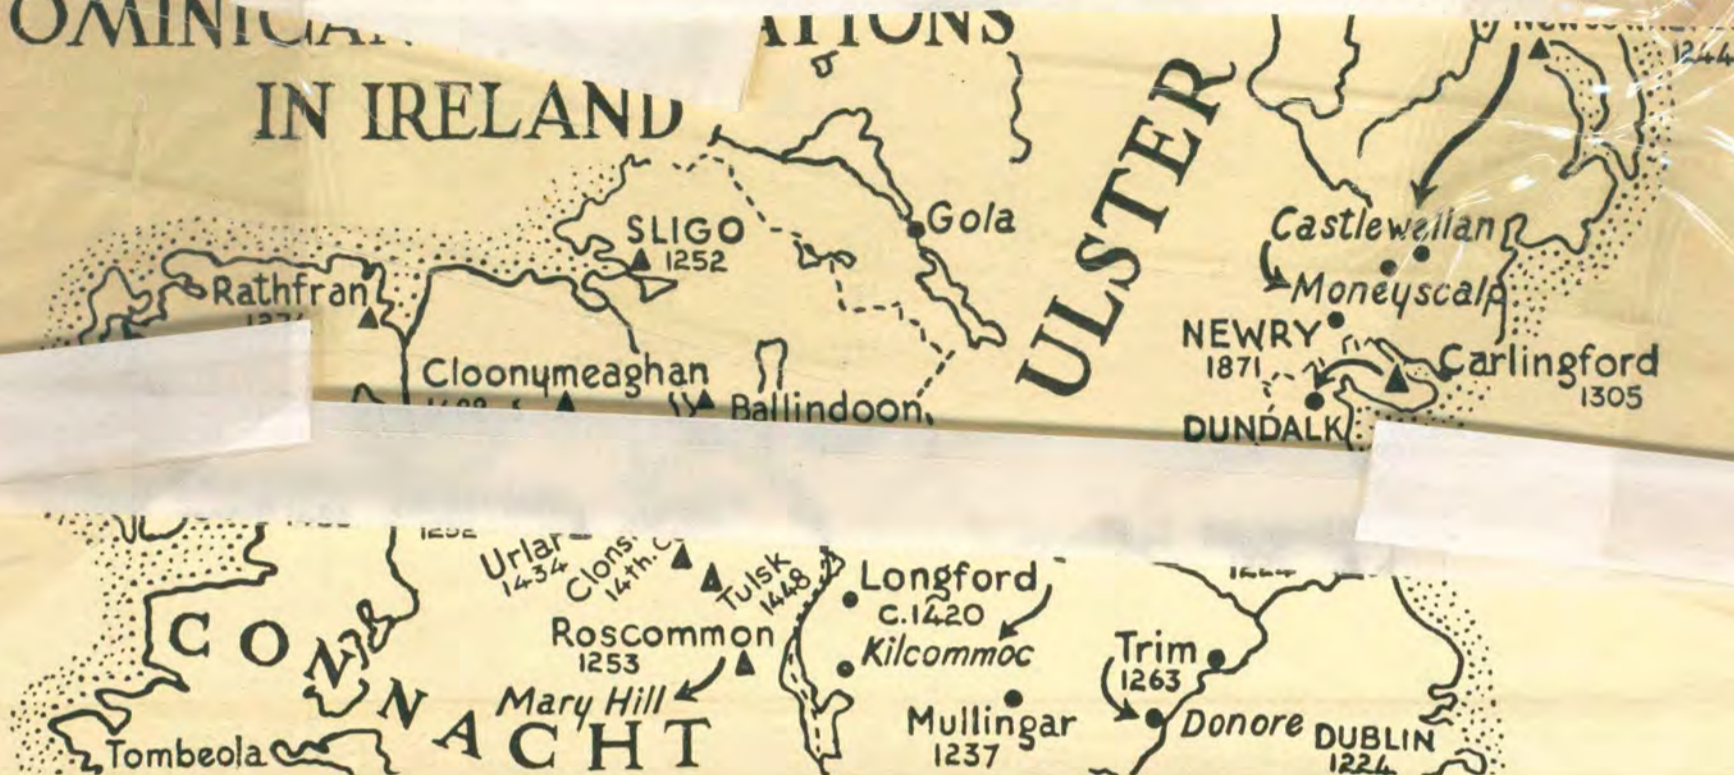 IN IRELAND
ULSTER
1244
Gola
SLIGO
1252
Castlewellan
Rathfran
Moneyscalp
NEWRY
1871
Carlingford
1305
Cloonymeaghan
Ballindoon
DUNDALK
1252
Urlar
1434
Clons.
14th. C
Tulsk
1448
Longford
c.1420
Kilcommoc
Roscommon
1253
Mary Hill
Trim
1263
CONNACHT
Mullingar
1237
Donore
DUBLIN
1224
Tombeola